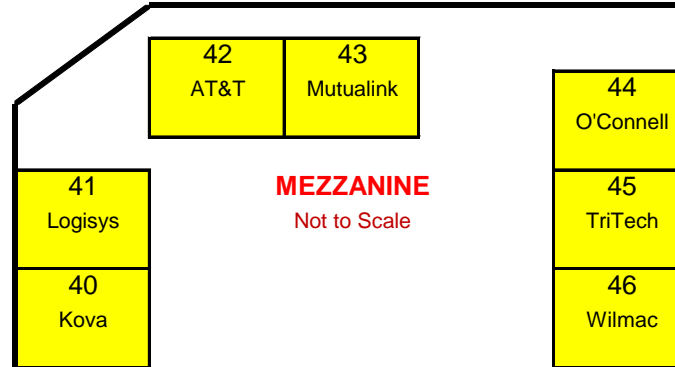 42
AT&T
43
Mutualink
44
O'Connell
41
Logisys
MEZZANINE
Not to Scale
45
TriTech
40
Kova
46
Wilmac